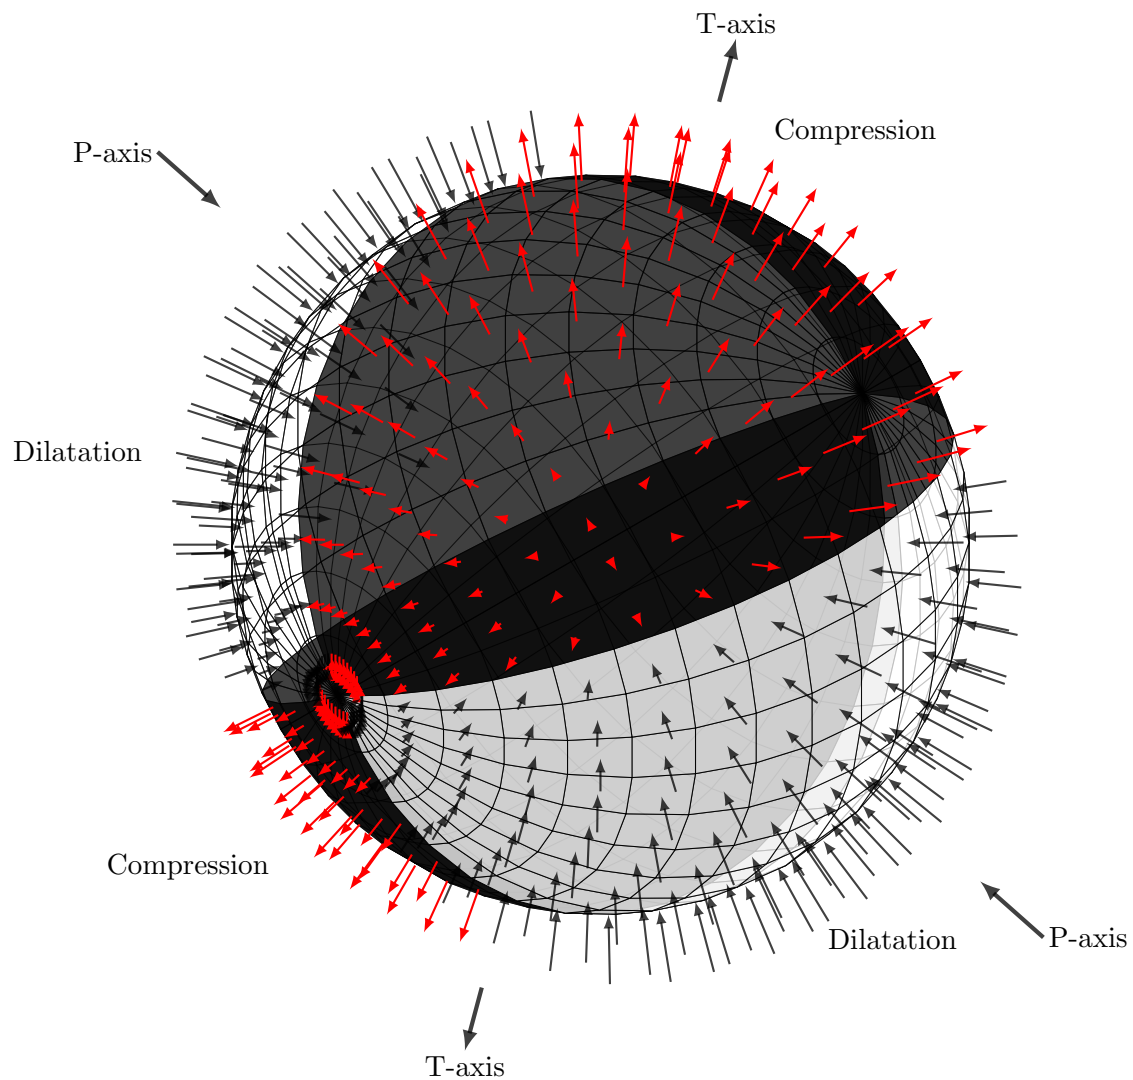 T-axis
Compression
P-axis
Dilatation
Compression
Dilatation
P-axis
T-axis